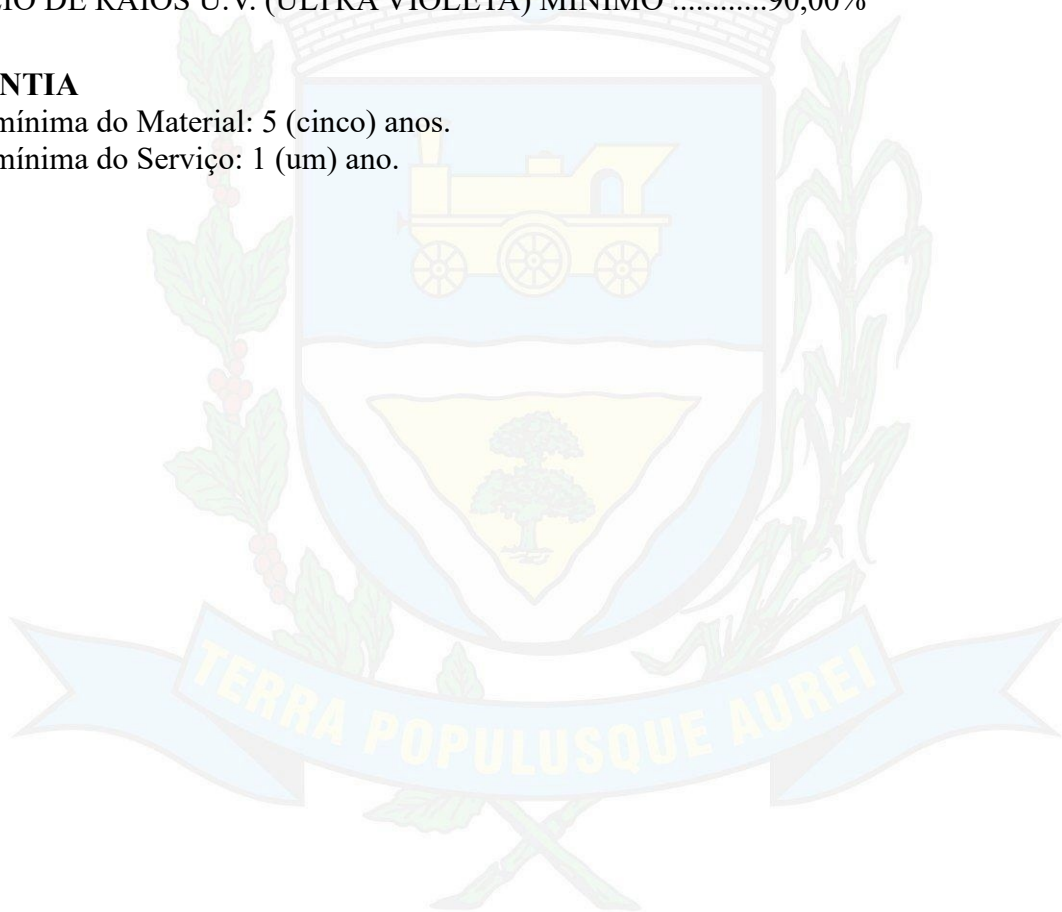 ÇÃO DE RAIOS U.V. (ULTRA VIOLETA) MÍNIMO ............90,00%
NTIA
mínima do Material: 5 (cinco) anos.
mínima do Serviço: 1 (um) ano.
TERRA POPULUSQUE AUREI